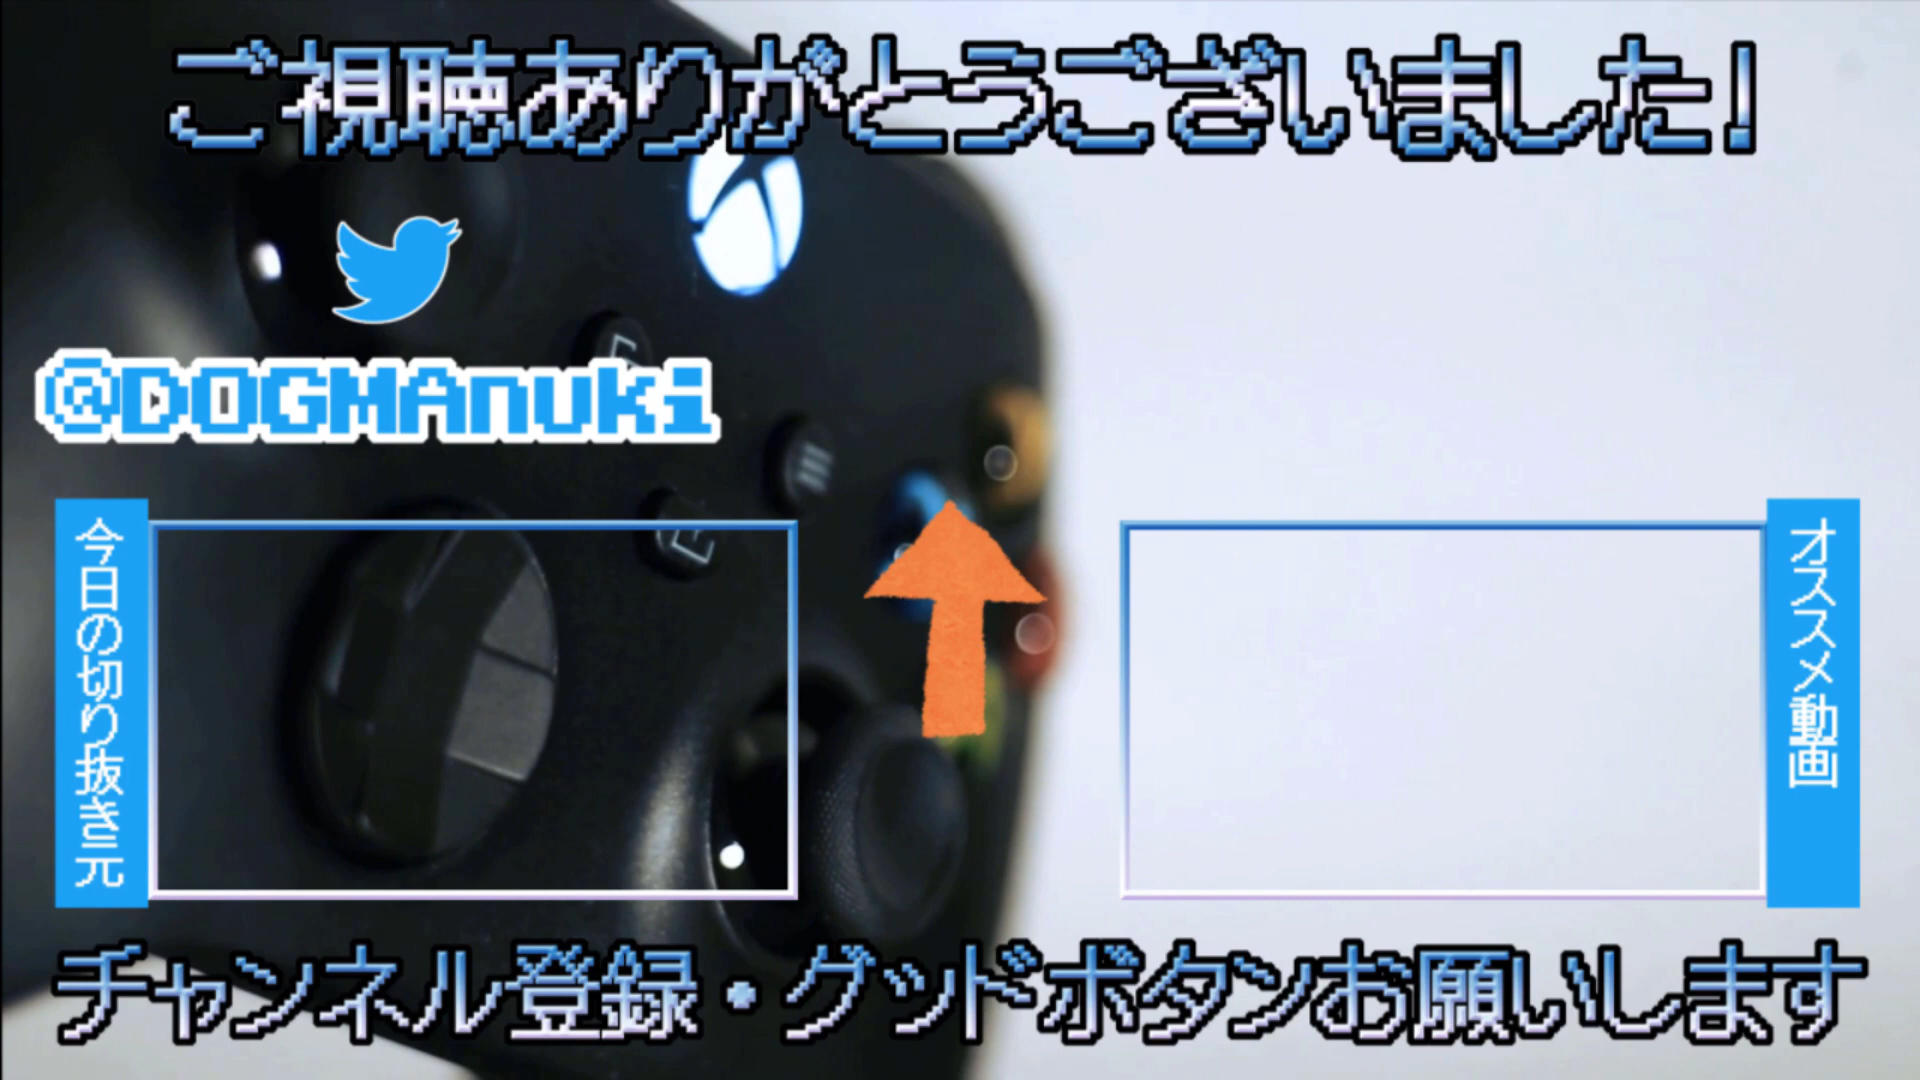 ご視聴ありがとうございました!
@DOGMAnuki
今日の切り抜き元
オススメ動画
チャンネル登録・グッドボタンお願いします